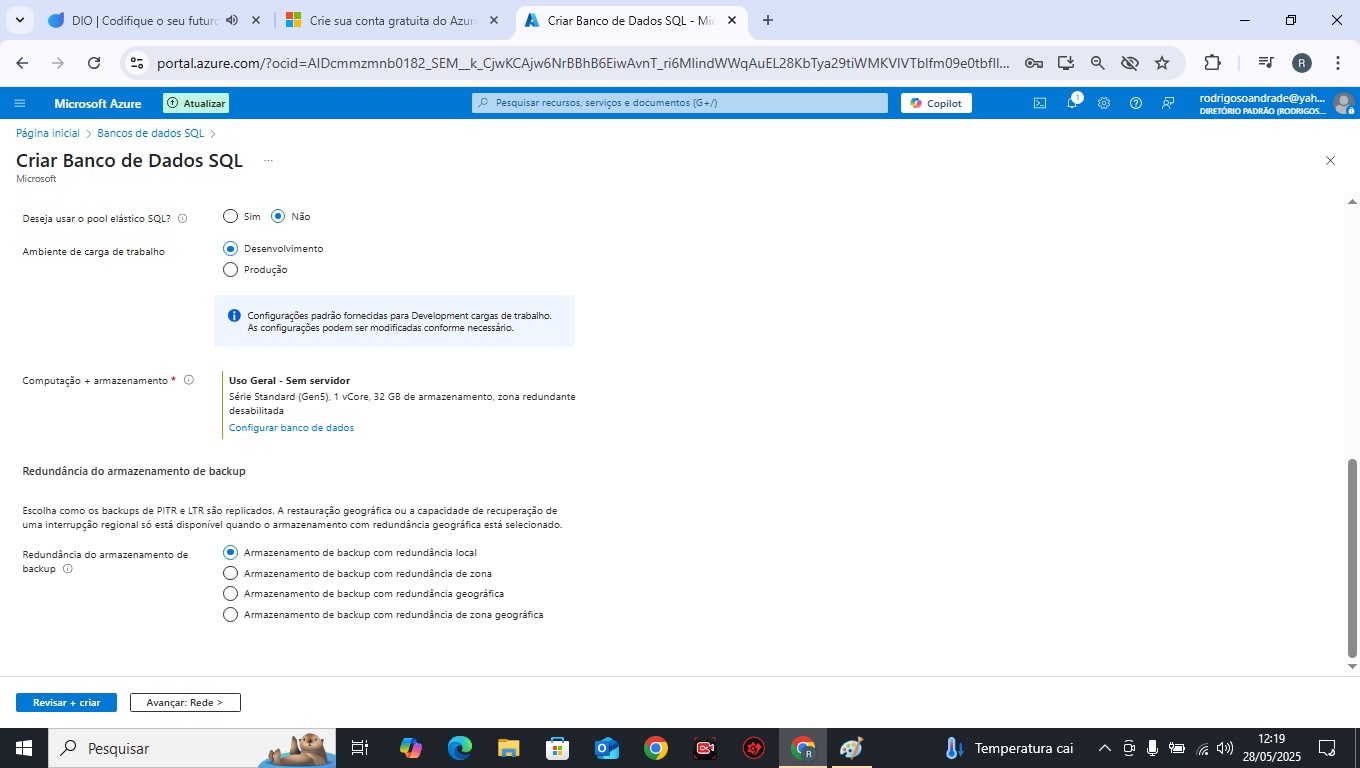 DIO | Codifique o seu futuro
Crie sua conta gratuita do Azure
Criar Banco de Dados SQL - Mic
portal.azure.com/?ocid=AIDcmmzmnb0182_SEM__k_CjwKCAjw6NrBBhB6EiwAvnT_ri6MlindWWqAuEL28KbTya29tiWMKVlVTbIfm09e0tbfll...
R
Microsoft Azure
Atualizar
Pesquisar recursos, serviços e documentos (G+/)
Copilot
1
rodrigosoandrade@yah...
DIRETÓRIO PADRÃO (RODRIGOS...
Página inicial > Bancos de dados SQL >
Criar Banco de Dados SQL
...
Microsoft
Deseja usar o pool elástico SQL?
Sim
Não
Ambiente de carga de trabalho
Desenvolvimento
Produção
Configurações padrão fornecidas para Development cargas de trabalho.
As configurações podem ser modificadas conforme necessário.
Computação + armazenamento *
Uso Geral - Sem servidor
Série Standard (Gen5), 1 vCore, 32 GB de armazenamento, zona redundante
desabilitada
Configurar banco de dados
Redundância do armazenamento de backup
Escolha como os backups de PITR e LTR são replicados. A restauração geográfica ou a capacidade de recuperação de
uma interrupção regional só está disponível quando o armazenamento com redundância geográfica está selecionado.
Redundância do armazenamento de
backup
Armazenamento de backup com redundância local
Armazenamento de backup com redundância de zona
Armazenamento de backup com redundância geográfica
Armazenamento de backup com redundância de zona geográfica
Revisar + criar
Avançar: Rede >
Pesquisar
Temperatura cai
12:19
28/05/2025